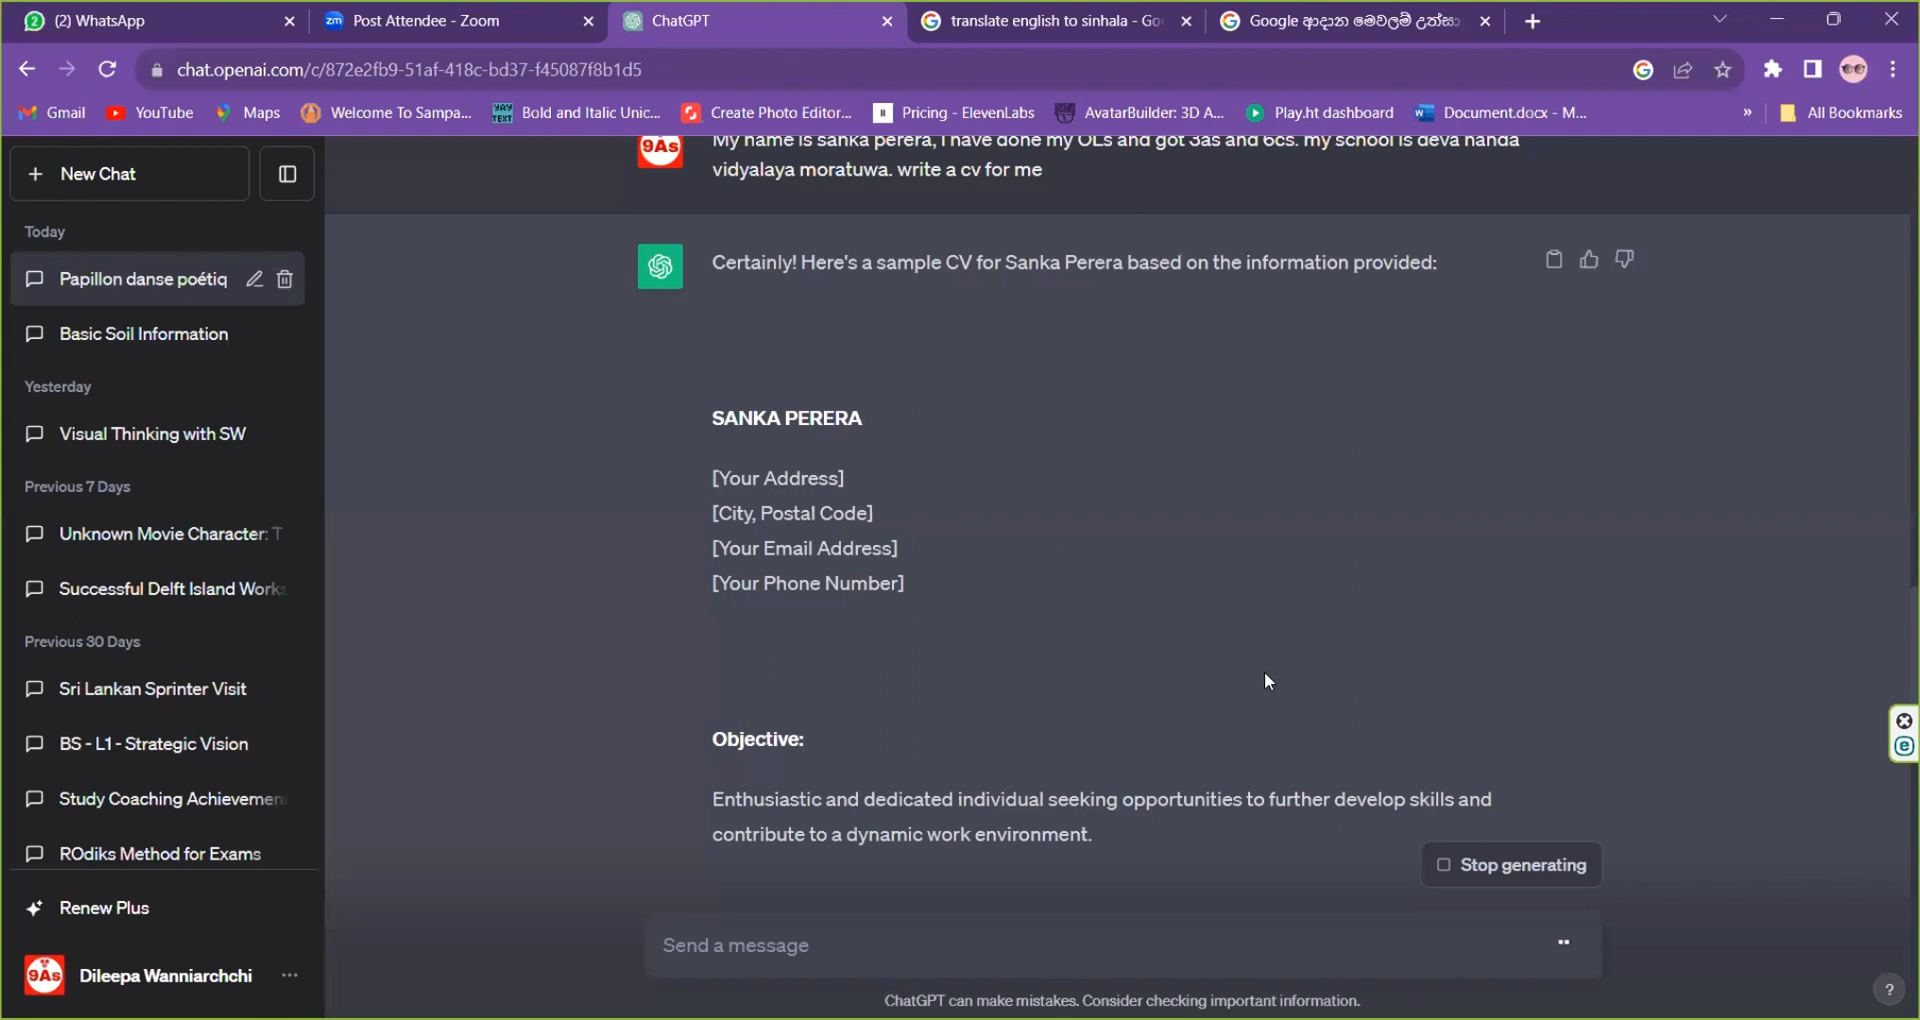 (2) WhatsApp
zm Post Attendee - Zoom
ChatGPT
translate english to sinhala - Go
Google ආදාන මෙවලම් උත්සා
chat.openai.com/c/872e2fb9-51af-418c-bd37-f45087f8b1d5
Gmail
YouTube
Maps
Welcome To Sampa...
YAY TEXT Bold and Italic Unic...
Create Photo Editor...
Pricing - ElevenLabs
AvatarBuilder: 3D A...
Play.ht dashboard
Document.docx - M...
»
All Bookmarks
+ New Chat
Today
Papillon danse poétiq
Basic Soil Information
Yesterday
Visual Thinking with SW
Previous 7 Days
Unknown Movie Character: T
Successful Delft Island Works
Previous 30 Days
Sri Lankan Sprinter Visit
BS - L1 - Strategic Vision
Study Coaching Achievemen
ROdiks Method for Exams
Renew Plus
9As Dileepa Wanniarchchi ...
9As
My name is sanka perera, I have done my OLs and got 3as and 6cs. my school is deva nanda
vidyalaya moratuwa. write a cv for me
Certainly! Here's a sample CV for Sanka Perera based on the information provided:
SANKA PERERA
[Your Address]
[City, Postal Code]
[Your Email Address]
[Your Phone Number]
Objective:
Enthusiastic and dedicated individual seeking opportunities to further develop skills and
contribute to a dynamic work environment.
Stop generating
Send a message
ChatGPT can make mistakes. Consider checking important information.
?